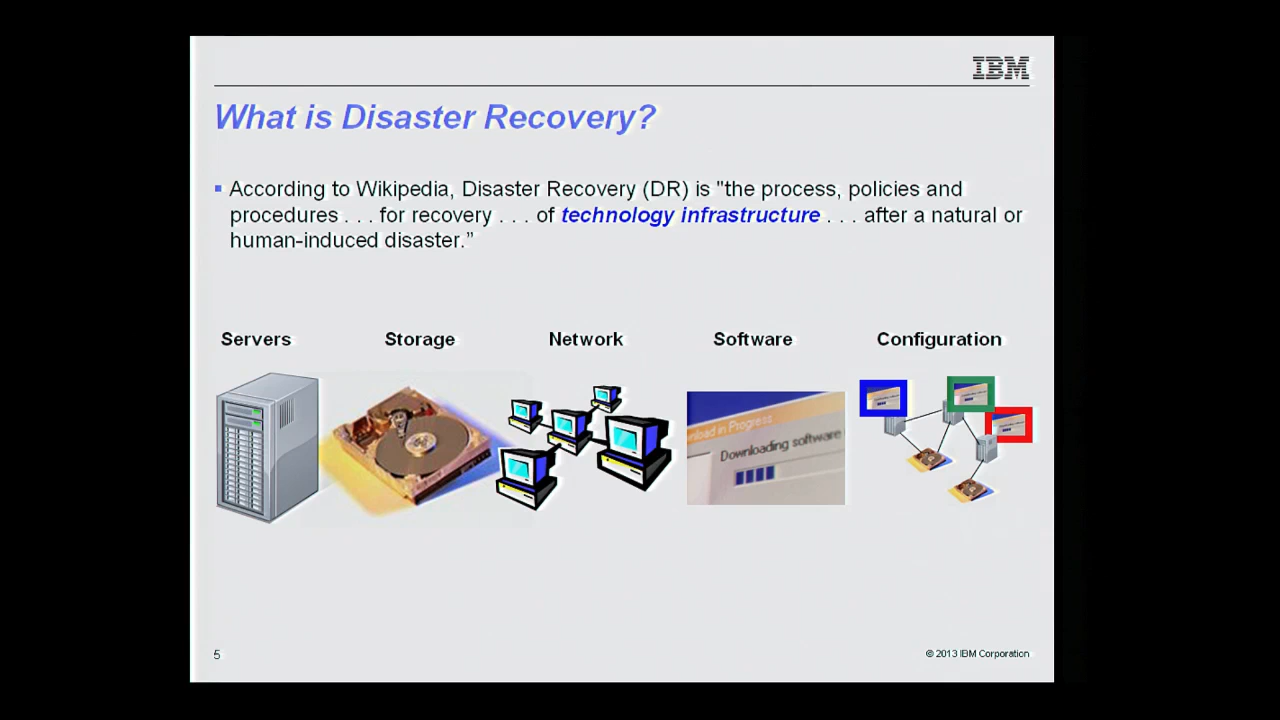 IBM
What is Disaster Recovery?
▪ According to Wikipedia, Disaster Recovery (DR) is "the process, policies and
procedures . . . for recovery . . . of technology infrastructure . . . after a natural or
human-induced disaster.”
Servers Storage Network Software Configuration
Downloading software
5
© 2013 IBM Corporation